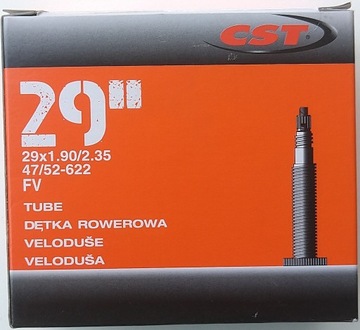 CST
29"
29x1.90/2.35
47/52-622
FV
TUBE
DĘTKA ROWEROWA
VELODUŠE
VELODUŠA